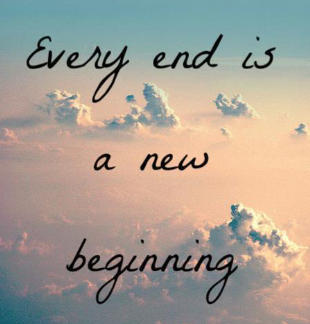 Every end is
a new
beginning